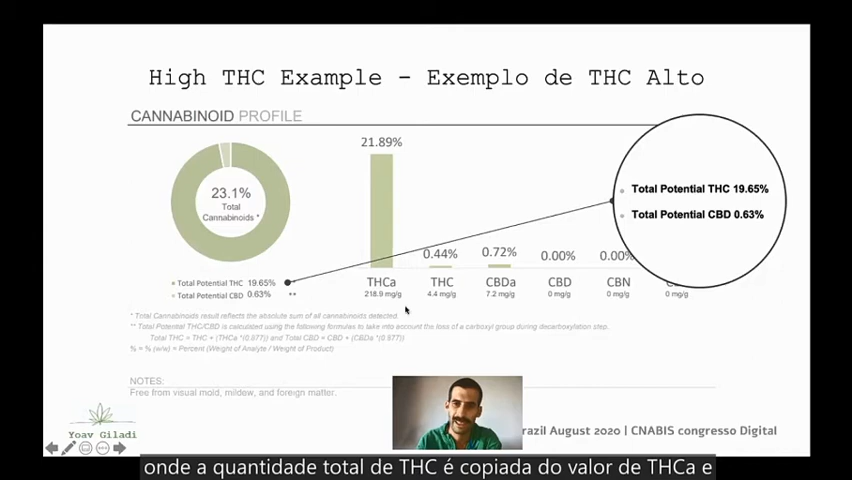 High THC Example - Exemplo de THC Alto
CANNABINOID PROFILE
23.1%
Total
Cannabinoids *
21.89%
0.44%
0.72%
0.00%
0.00%
THCa
THC
CBDa
CBD
CBN
218.9 mg/g
4.4 mg/g
7.2 mg/g
0 mg/g
0 mg/g
0 mg/g
Total Potential THC 19.65%
Total Potential CBD 0.63%
Total Potential THC 19.65%
Total Potential CBD 0.63% **
* Total Cannabinoids result reflects the absolute sum of all cannabinoids detected.
** Total Potential THC/CBD is calculated using the following formulas to take into account the loss of a carboxyl group during decarboxylation step.
Total THC = THC + (THCa *(0.877)) and Total CBD = CBD + (CBDa *(0.877))
% = % (w/w) = Percent (Weight of Analyte / Weight of Product)
NOTES:
Free from visual mold, mildew, and foreign matter.
Yoav Giladi
razil August 2020 | CNABIS congresso Digital
onde a quantidade total de THC é copiada do valor de THCa e